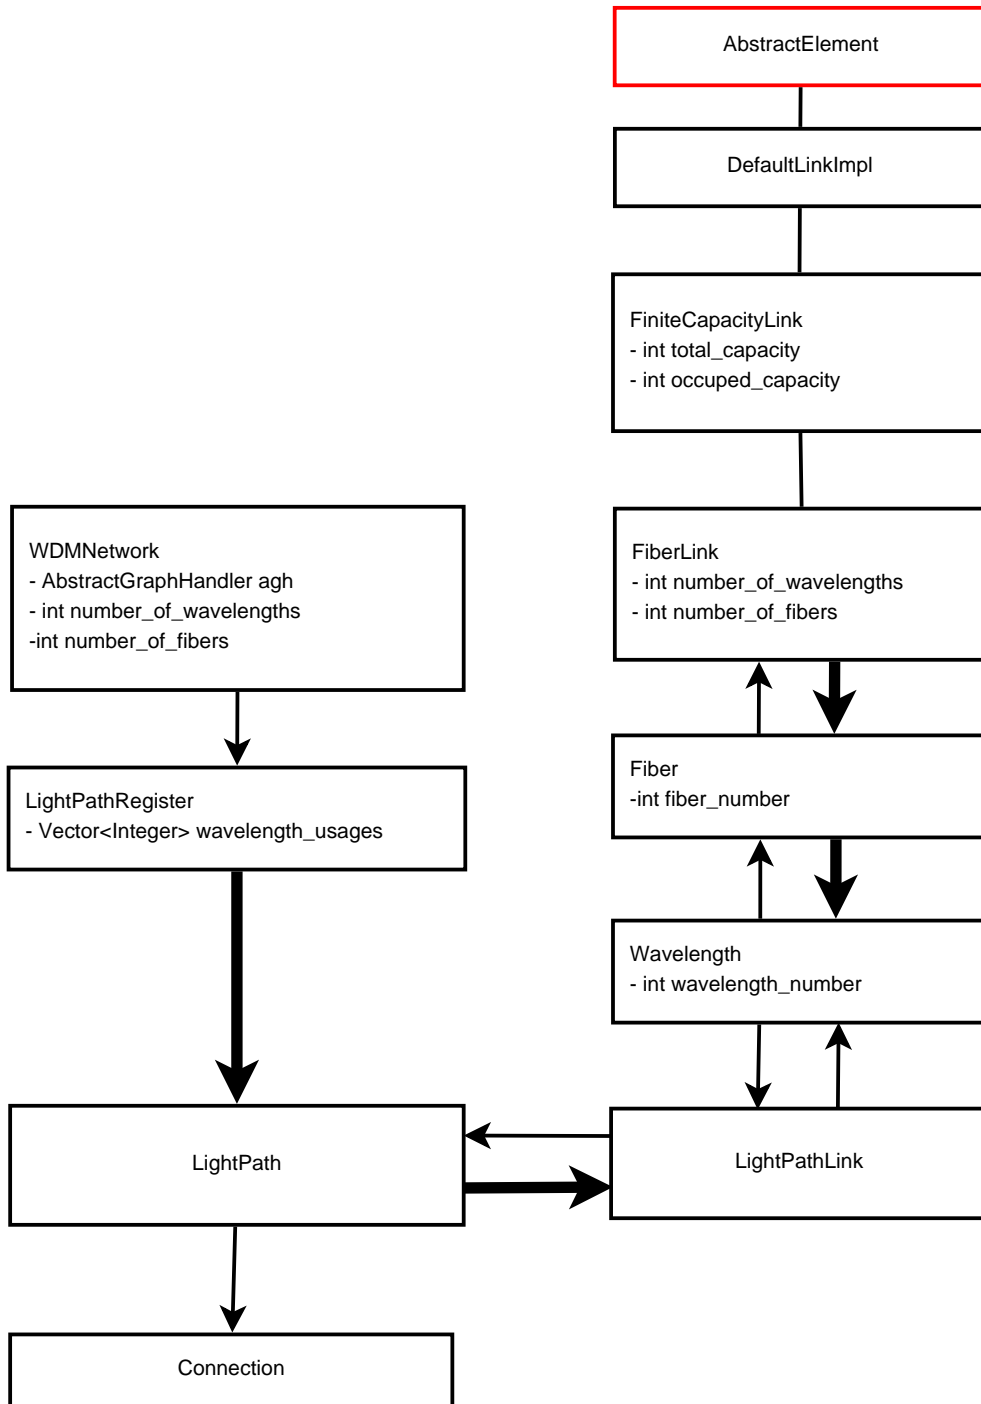 AbstractElement
DefaultLinkImpl
FiniteCapacityLink
- int total_capacity
- int occuped_capacity
WDMNetwork
- AbstractGraphHandler agh
- int number_of_wavelengths
-int number_of_fibers
FiberLink
- int number_of_wavelengths
- int number_of_fibers
LightPathRegister
- Vector<Integer> wavelength_usages
Fiber
-int fiber_number
Wavelength
- int wavelength_number
LightPath
LightPathLink
Connection